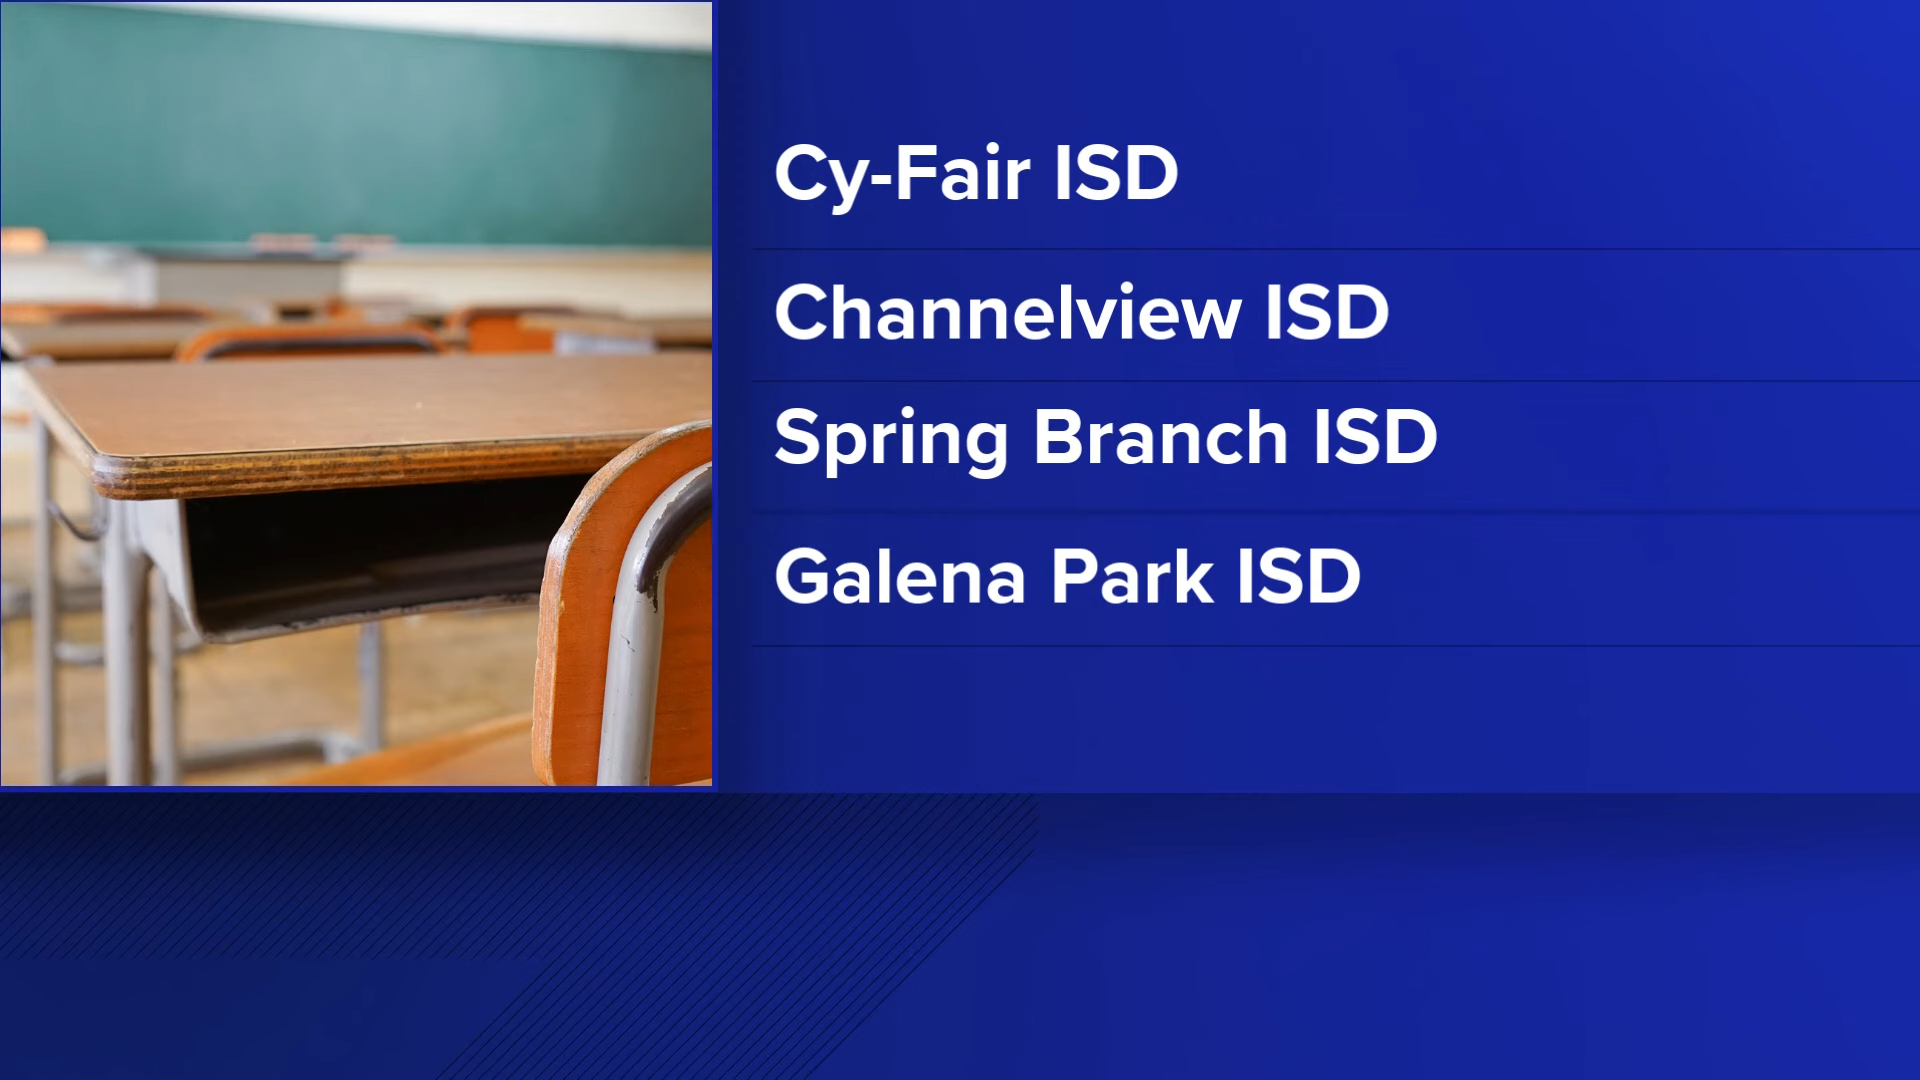 Cy-Fair ISD
Channelview ISD
Spring Branch ISD
Galena Park ISD